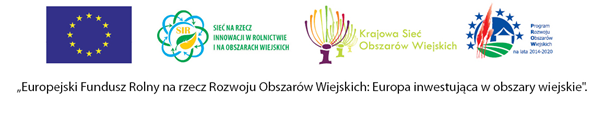 SIR
SIEĆ NA RZECZ
INNOWACJI W ROLNICTWIE
I NA OBSZARACH WIEJSKICH
Krajowa Sieć
Obszarów Wiejskich
Program
Rozwoju
Obszarów
Wiejskich
na lata 2014-2020
„Europejski Fundusz Rolny na rzecz Rozwoju Obszarów Wiejskich: Europa inwestująca w obszary wiejskie".